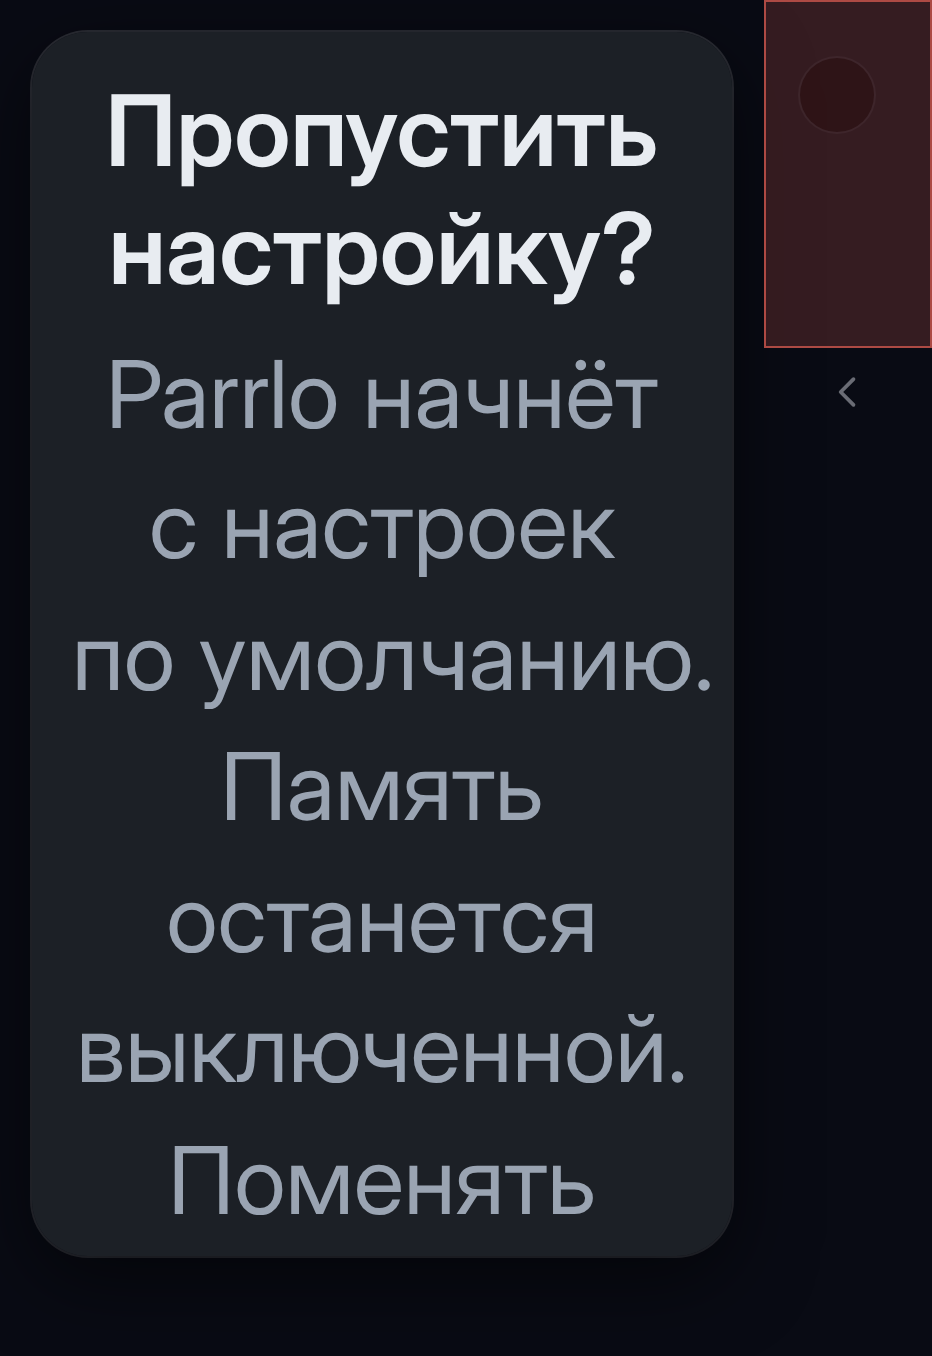 Пропустить
настройку?
Parrlo начнёт
с настроек
по умолчанию.
Память
останется
выключенной.
Поменять